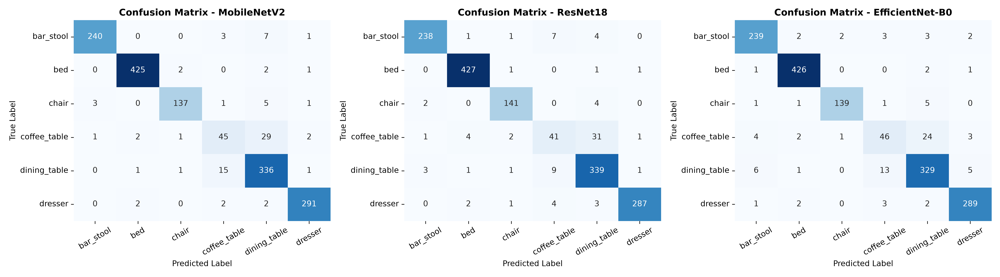 Confusion Matrix - MobileNetV2
True Label
bar_stool 240 0 0 3 7 1
bed 0 425 2 0 2 1
chair 3 0 137 1 5 1
coffee_table 1 2 1 45 29 2
dining_table 0 1 1 15 336 1
dresser 0 2 0 2 2 291
bar_stool bed chair coffee_table dining_table dresser
Predicted Label
Confusion Matrix - ResNet18
True Label
bar_stool 238 1 1 7 4 0
bed 0 427 1 0 1 1
chair 2 0 141 0 4 0
coffee_table 1 4 2 41 31 1
dining_table 3 1 1 9 339 1
dresser 0 2 1 4 3 287
bar_stool bed chair coffee_table dining_table dresser
Predicted Label
Confusion Matrix - EfficientNet-B0
True Label
bar_stool 239 2 2 3 3 2
bed 1 426 0 0 2 1
chair 1 1 139 1 5 0
coffee_table 4 2 1 46 24 3
dining_table 6 1 0 13 329 5
dresser 1 2 0 3 2 289
bar_stool bed chair coffee_table dining_table dresser
Predicted Label